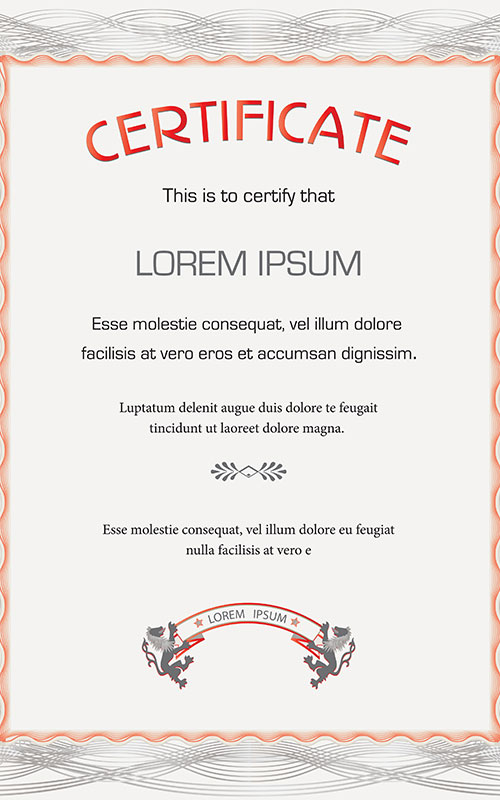 CERTIFICATE
This is to certify that
LOREM IPSUM
Esse molestie consequat, vel illum dolore
facilisis at vero eros et accumsan dignissim.
Luptatum delenit augue duis dolore te feugait
tincidunt ut laoreet dolore magna.
Esse molestie consequat, vel illum dolore eu feugiat
nulla facilisis at vero e
LOREM IPSUM